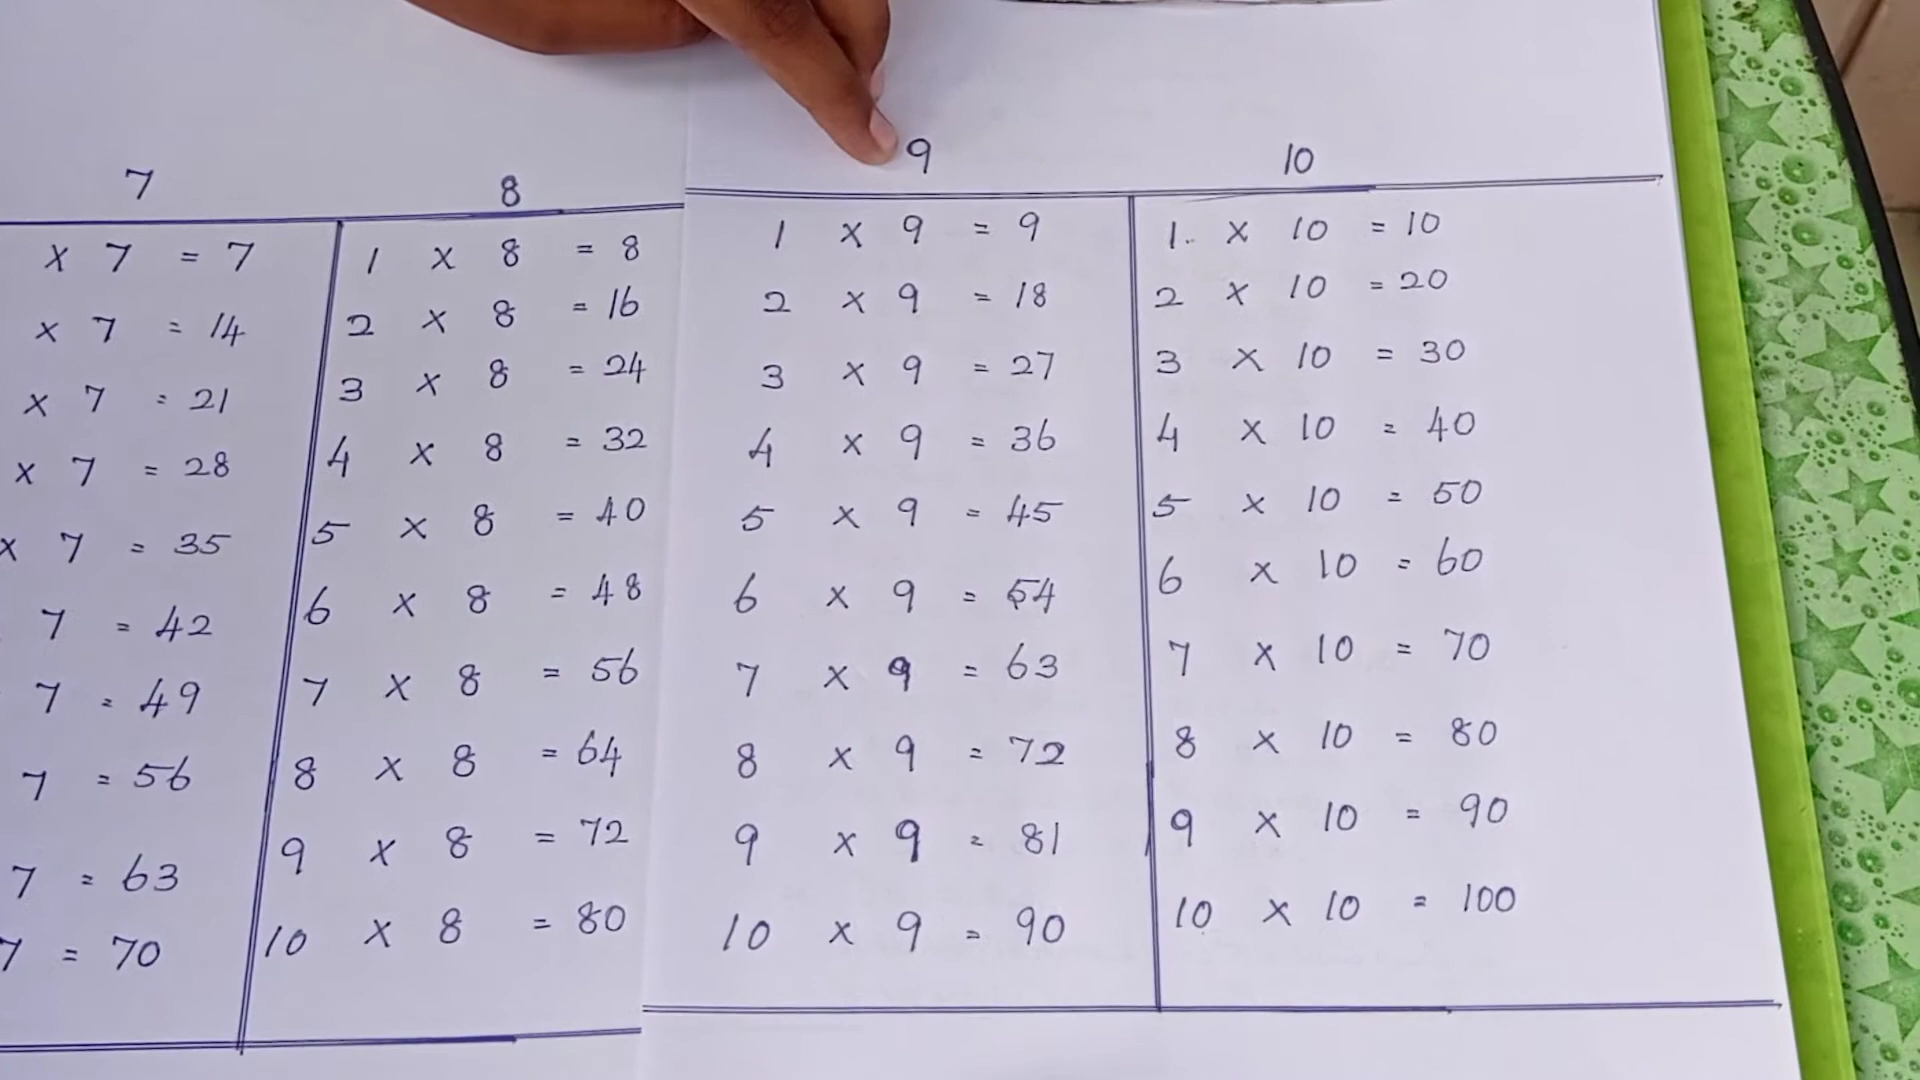 7
x 7 = 7
x 7 = 14
x 7 = 21
x 7 = 28
x 7 = 35
7 = 42
7 = 49
7 = 56
7 = 63
7 = 70
8
1 x 8 = 8
2 x 8 = 16
3 x 8 = 24
4 x 8 = 32
5 x 8 = 40
6 x 8 = 48
7 x 8 = 56
8 x 8 = 64
9 x 8 = 72
10 x 8 = 80
9
1 x 9 = 9
2 x 9 = 18
3 x 9 = 27
4 x 9 = 36
5 x 9 = 45
6 x 9 = 54
7 x 9 = 63
8 x 9 = 72
9 x 9 = 81
10 x 9 = 90
10
1. x 10 = 10
2 x 10 = 20
3 x 10 = 30
4 x 10 = 40
5 x 10 = 50
6 x 10 = 60
7 x 10 = 70
8 x 10 = 80
9 x 10 = 90
10 x 10 = 100